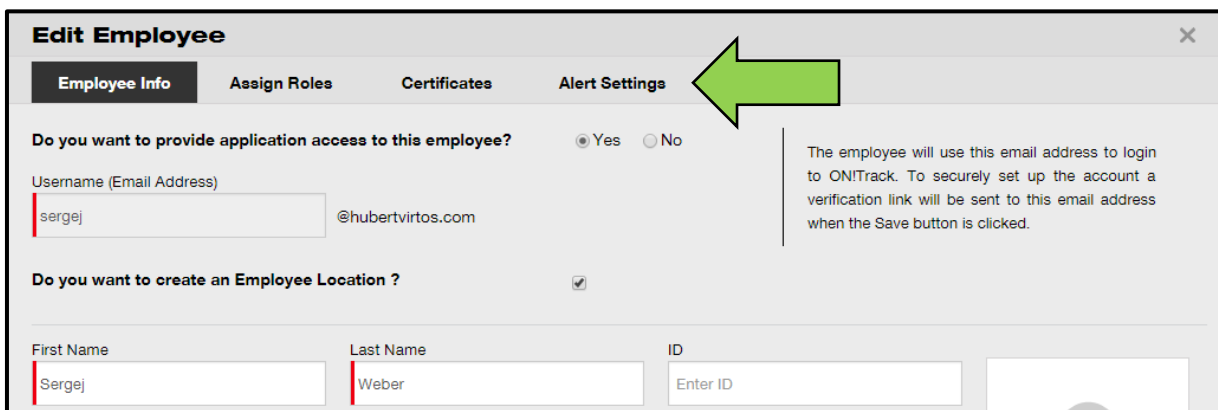 Edit Employee
Employee Info Assign Roles Certificates Alert Settings
Do you want to provide application access to this employee? Yes No
The employee will use this email address to login
to ON!Track. To securely set up the account a
verification link will be sent to this email address
when the Save button is clicked.
Username (Email Address)
sergej @hubertvirtos.com
Do you want to create an Employee Location ?
First Name Last Name ID
Sergej Weber Enter ID